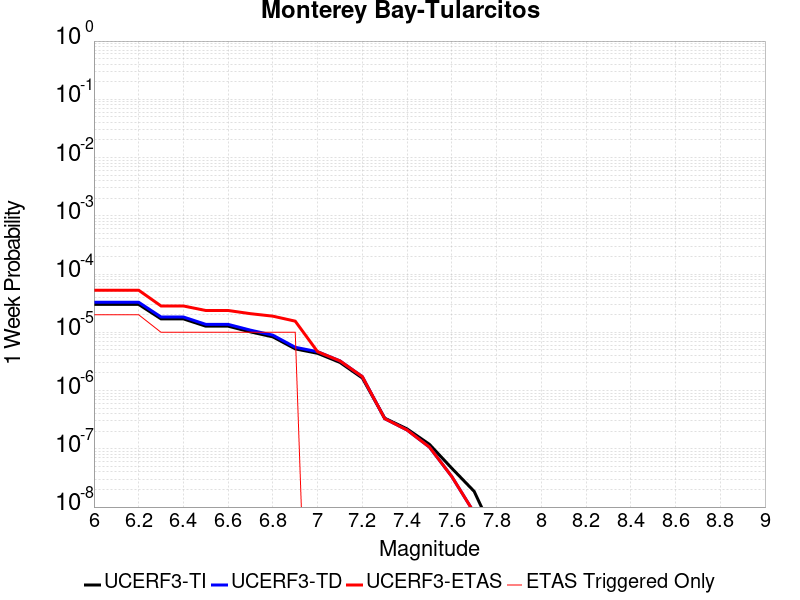 Monterey Bay-Tularcitos
10^0
10^-1
10^-2
10^-3
10^-4
10^-5
10^-6
10^-7
10^-8
1 Week Probability
6 6.2 6.4 6.6 6.8 7 7.2 7.4 7.6 7.8 8 8.2 8.4 8.6 8.8 9
Magnitude
UCERF3-TI UCERF3-TD UCERF3-ETAS ETAS Triggered Only